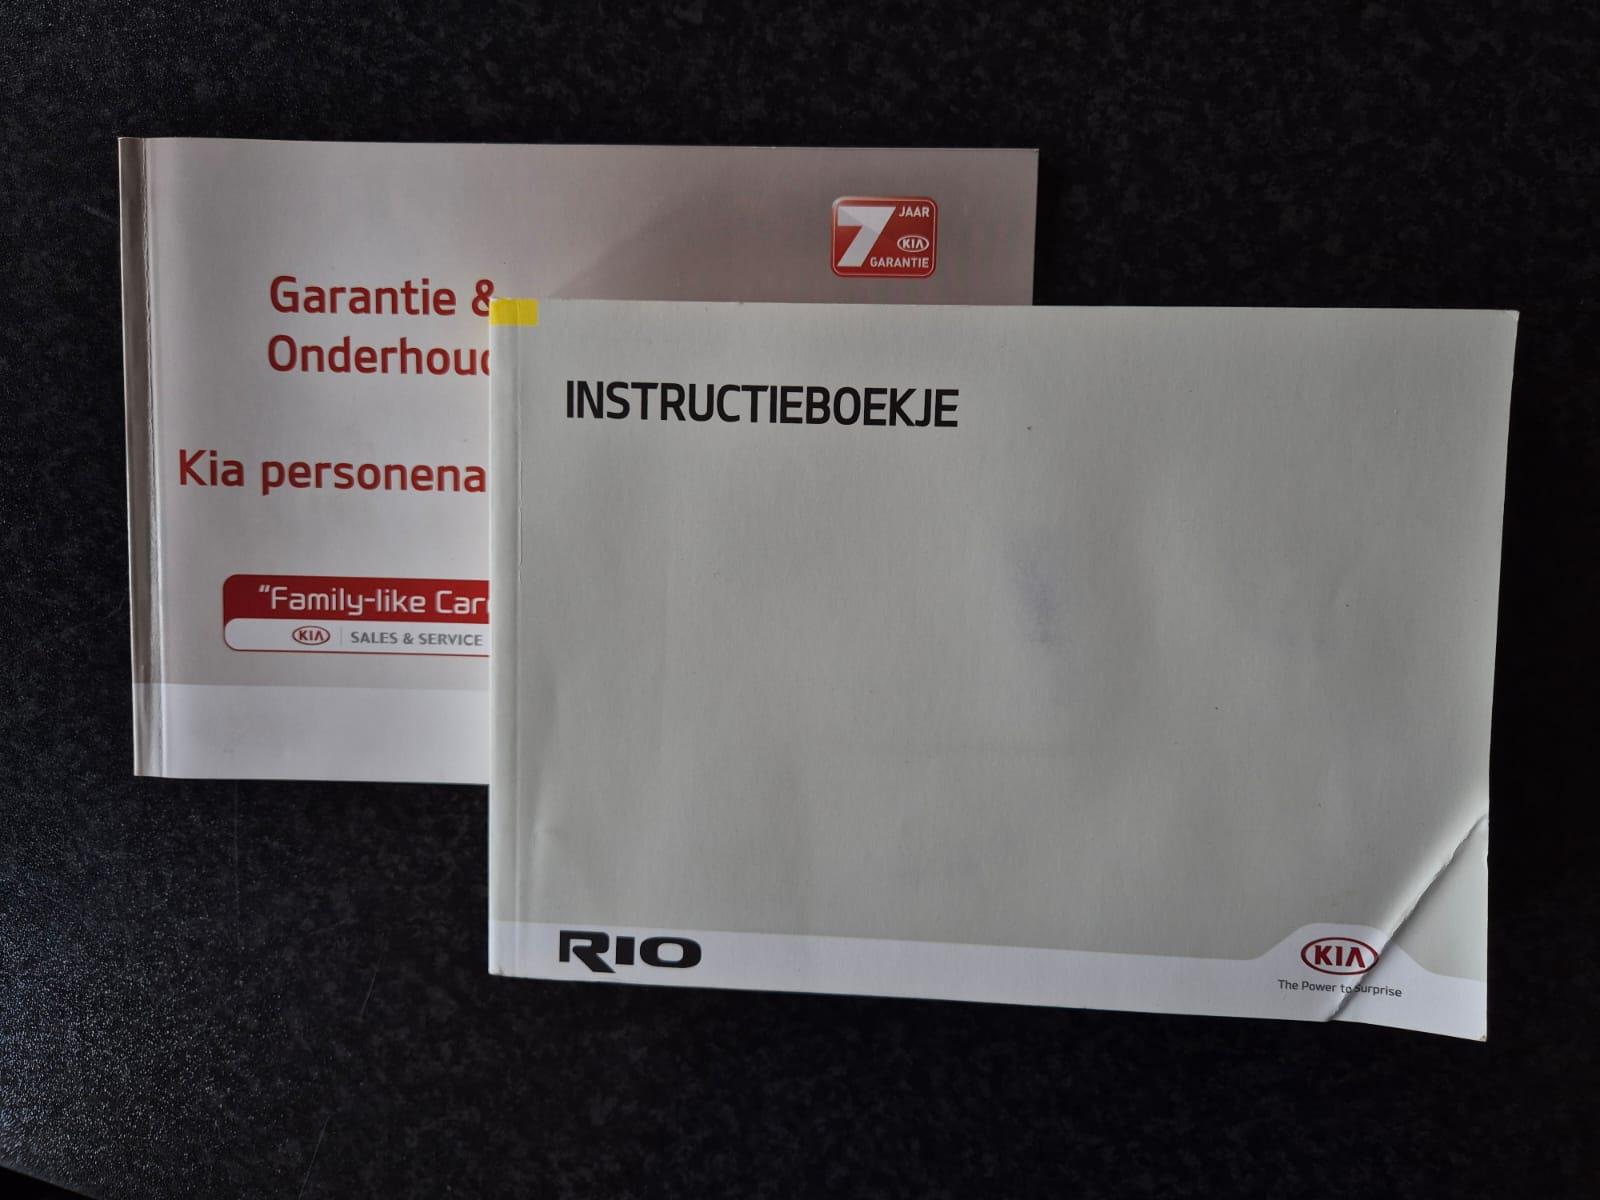 7 JAAR
KIA
GARANTIE
Garantie &
Onderhoud
Kia personena
"Family-like Care
KIA SALES & SERVICE
INSTRUCTIEBOEKJE
RIO
KIA
The Power to Surprise